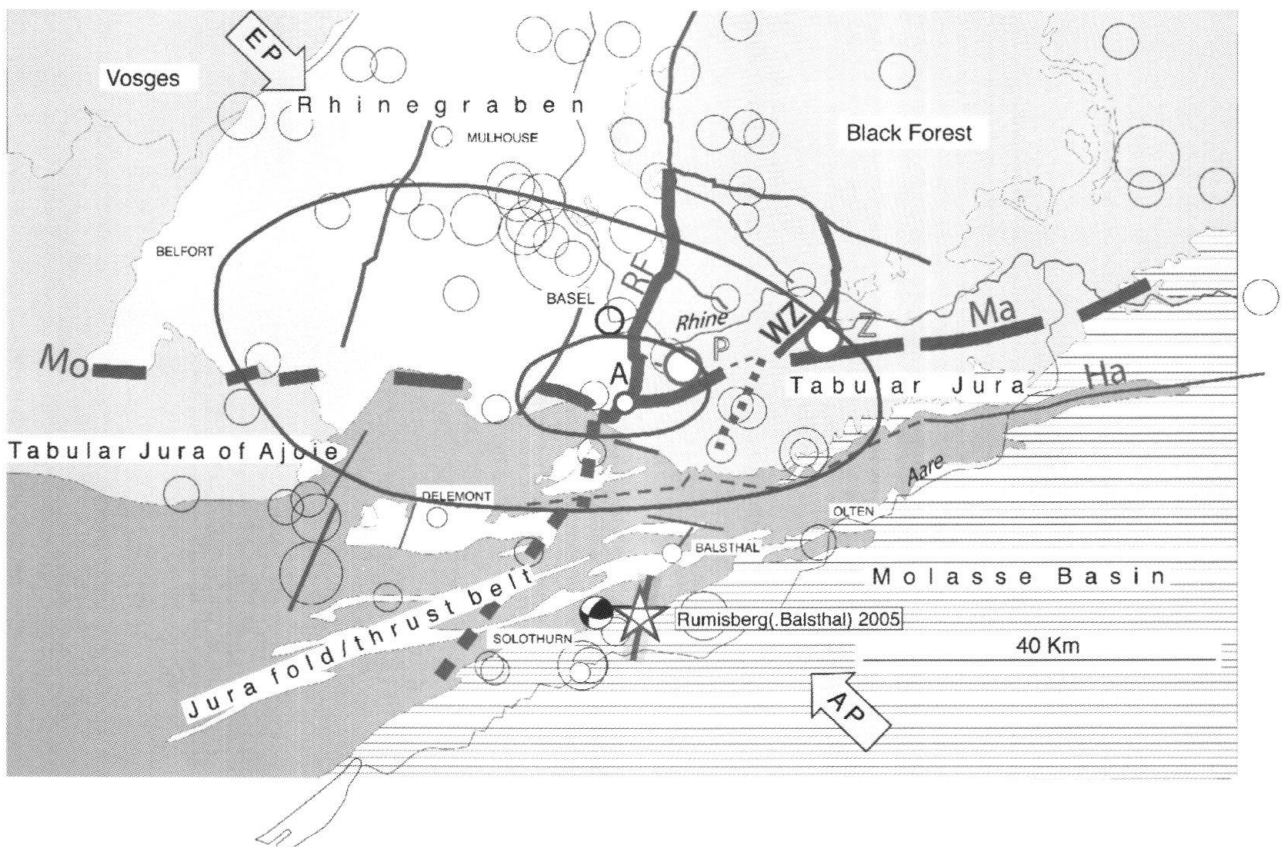 EP
Vosges
Rhinegraben
MULHOUSE
Black Forest
BELFORT
BASEL
RF
Rhine
WZ
Z
Ma
Mo
A
P
Tabular Jura
Ha
Tabular Jura of Ajoie
Aare
DELEMONT
OLTEN
BALSTHAL
Molasse Basin
Jura fold/thrust belt
Rumisberg(.Balsthal) 2005
SOLOTHURN
40 Km
AP